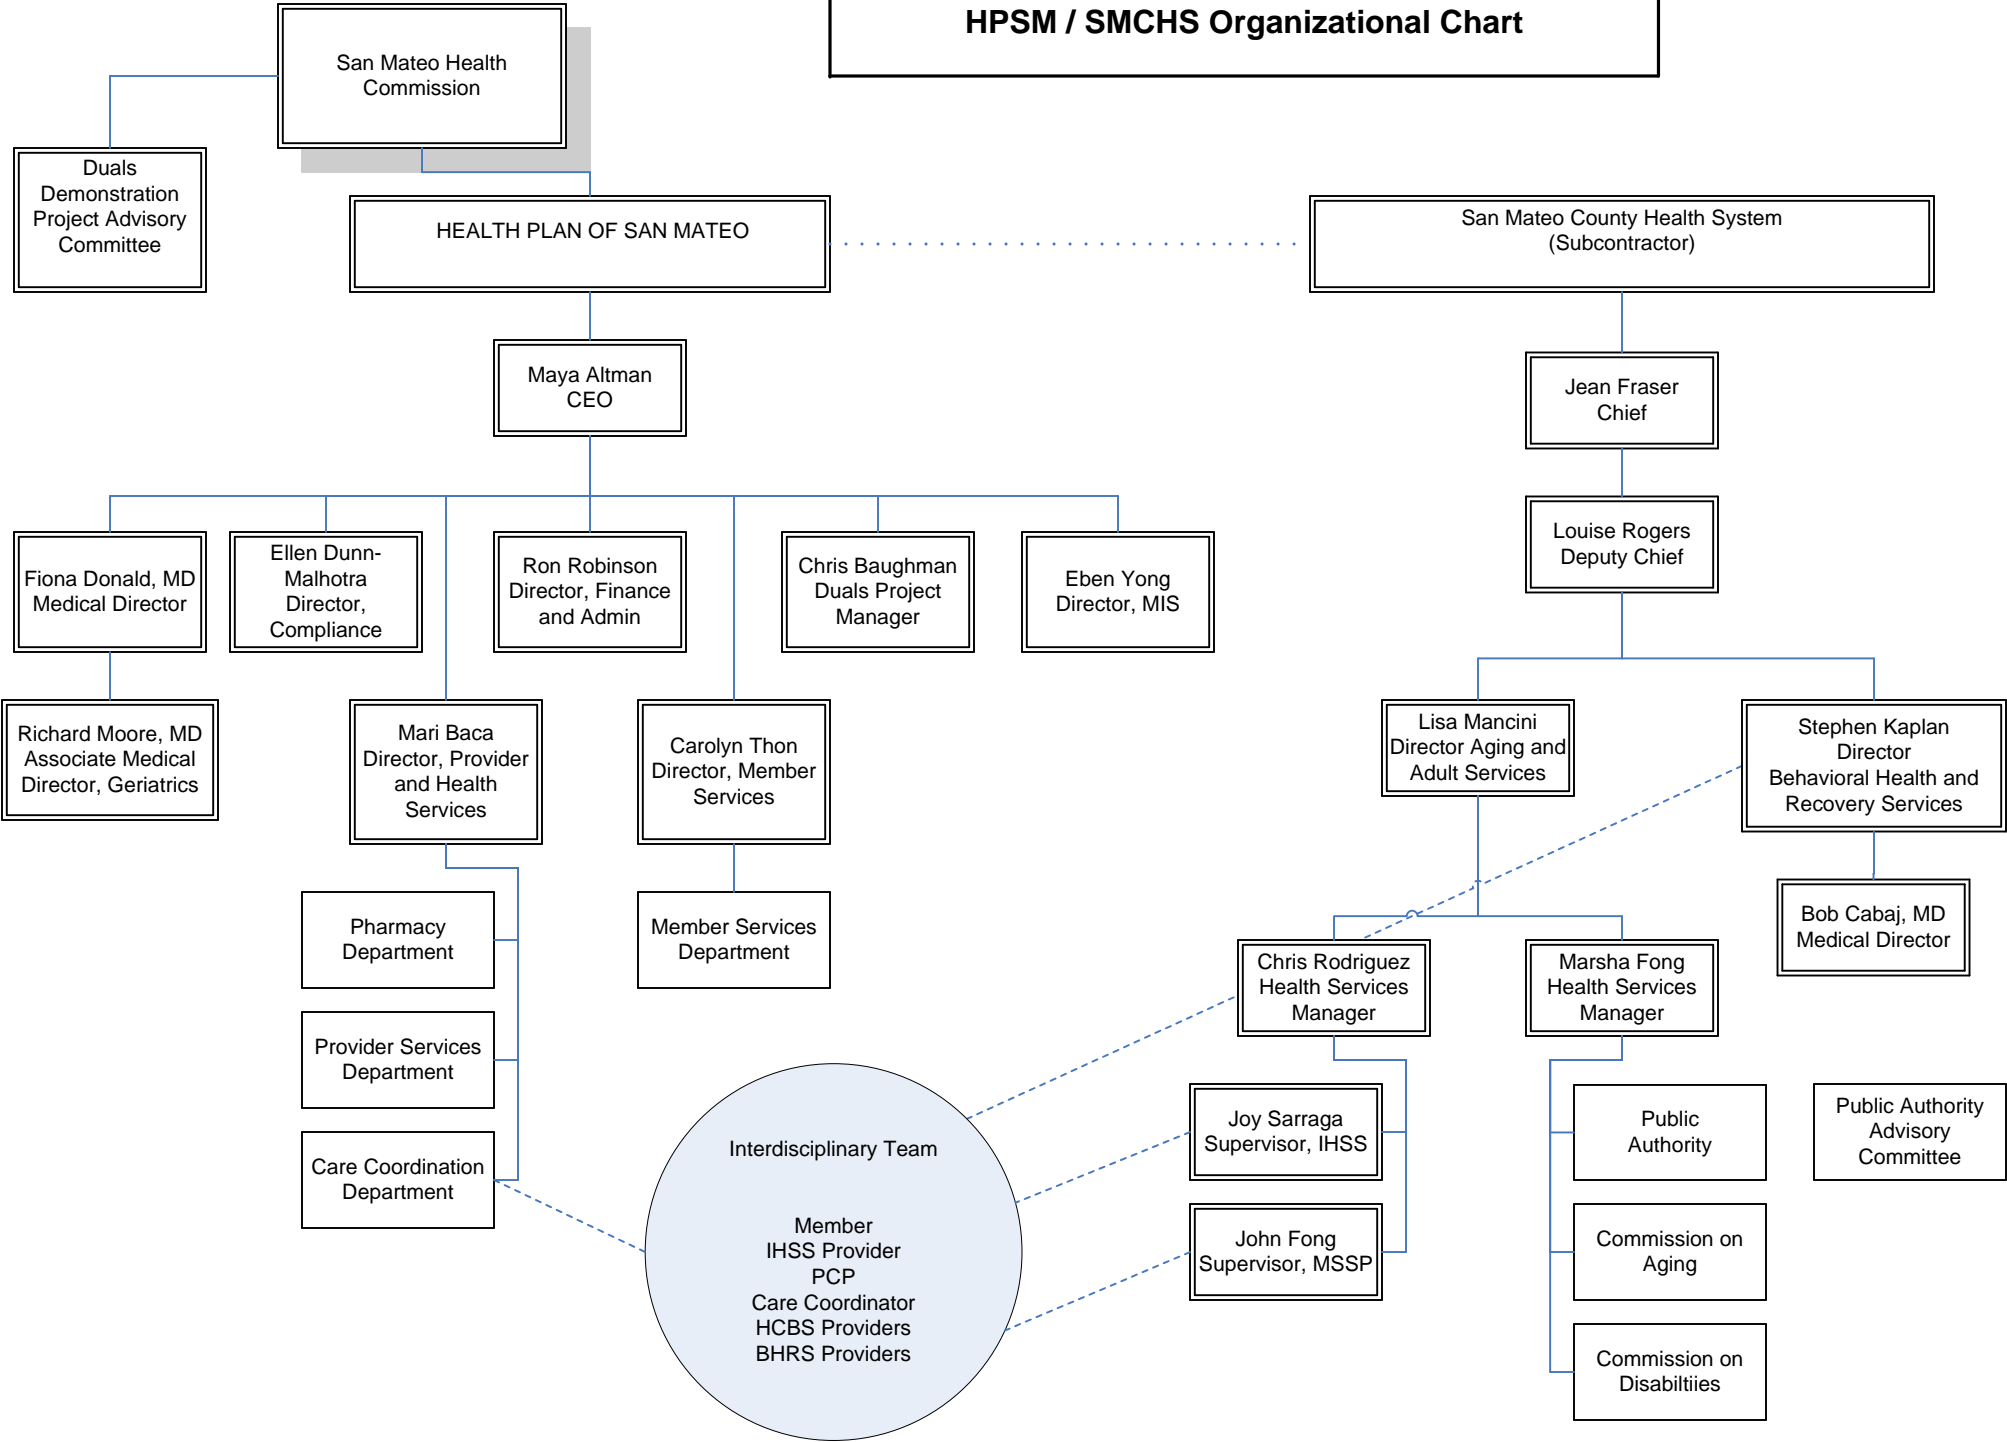 HPSM / SMCHS Organizational Chart
San Mateo Health
Commission
Duals
Demonstration
Project Advisory
Committee
HEALTH PLAN OF SAN MATEO
San Mateo County Health System
(Subcontractor)
Maya Altman
CEO
Jean Fraser
Chief
Louise Rogers
Deputy Chief
Fiona Donald, MD
Medical Director
Ellen Dunn-
Malhotra
Director,
Compliance
Ron Robinson
Director, Finance
and Admin
Chris Baughman
Duals Project
Manager
Eben Yong
Director, MIS
Richard Moore, MD
Associate Medical
Director, Geriatrics
Mari Baca
Director, Provider
and Health
Services
Carolyn Thon
Director, Member
Services
Lisa Mancini
Director Aging and
Adult Services
Stephen Kaplan
Director
Behavioral Health and
Recovery Services
Pharmacy
Department
Member Services
Department
Bob Cabaj, MD
Medical Director
Chris Rodriguez
Health Services
Manager
Marsha Fong
Health Services
Manager
Provider Services
Department
Care Coordination
Department
Interdisciplinary Team
Member
IHSS Provider
PCP
Care Coordinator
HCBS Providers
BHRS Providers
Joy Sarraga
Supervisor, IHSS
John Fong
Supervisor, MSSP
Public
Authority
Public Authority
Advisory
Committee
Commission on
Aging
Commission on
Disabiltiies